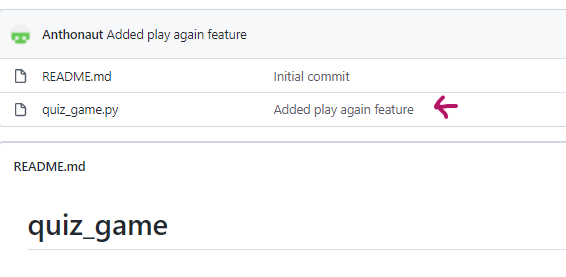 Anthonaut Added play again feature
README.md Initial commit
quiz_game.py Added play again feature
README.md
quiz_game